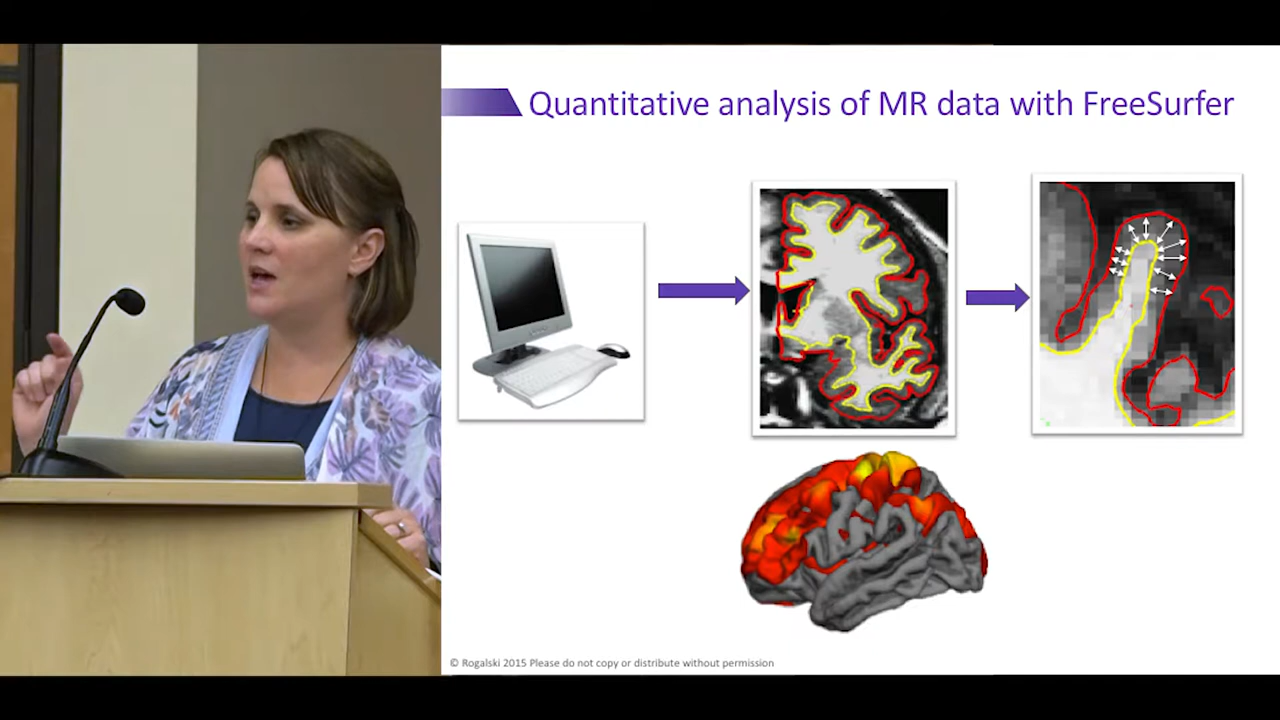 Quantitative analysis of MR data with FreeSurfer
© Rogalski 2015 Please do not copy or distribute without permission